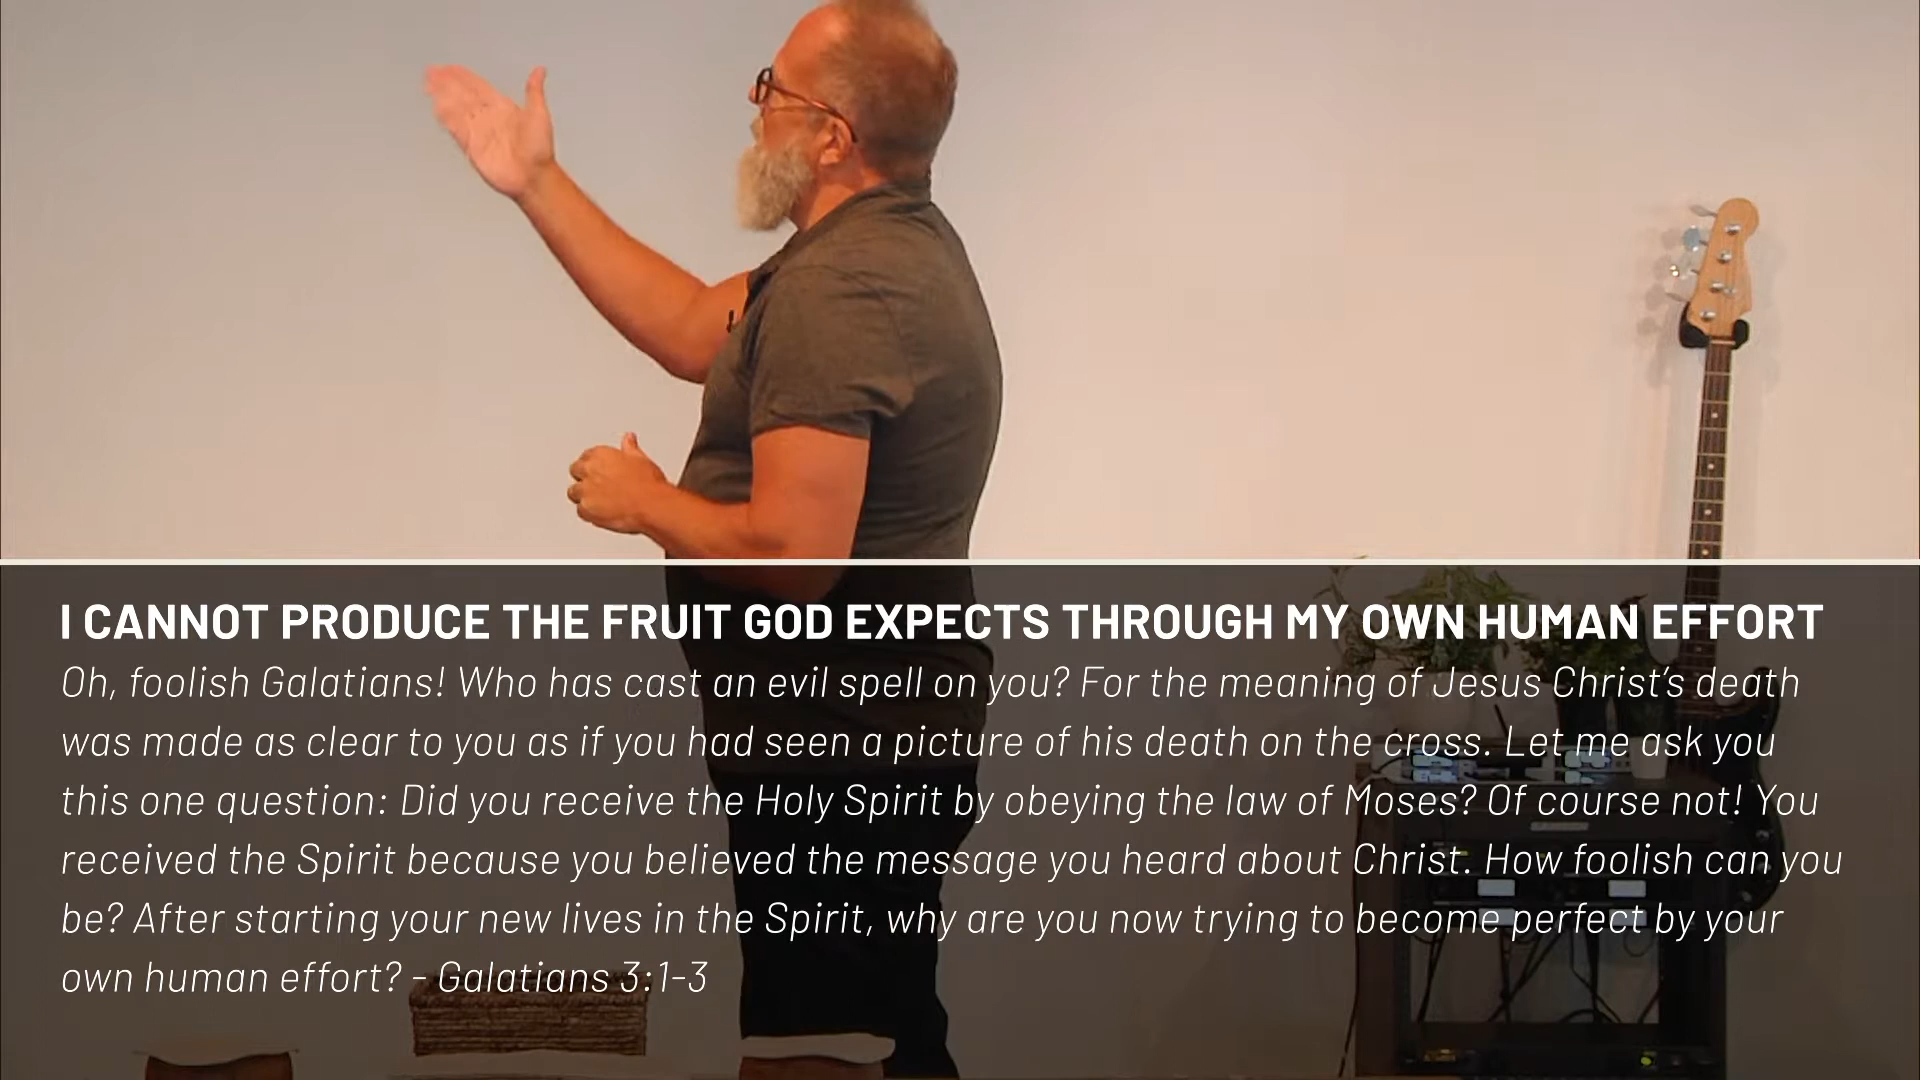 I CANNOT PRODUCE THE FRUIT GOD EXPECTS THROUGH MY OWN HUMAN EFFORT
Oh, foolish Galatians! Who has cast an evil spell on you? For the meaning of Jesus Christ’s death
was made as clear to you as if you had seen a picture of his death on the cross. Let me ask you
this one question: Did you receive the Holy Spirit by obeying the law of Moses? Of course not! You
received the Spirit because you believed the message you heard about Christ. How foolish can you
be? After starting your new lives in the Spirit, why are you now trying to become perfect by your
own human effort? - Galatians 3:1-3